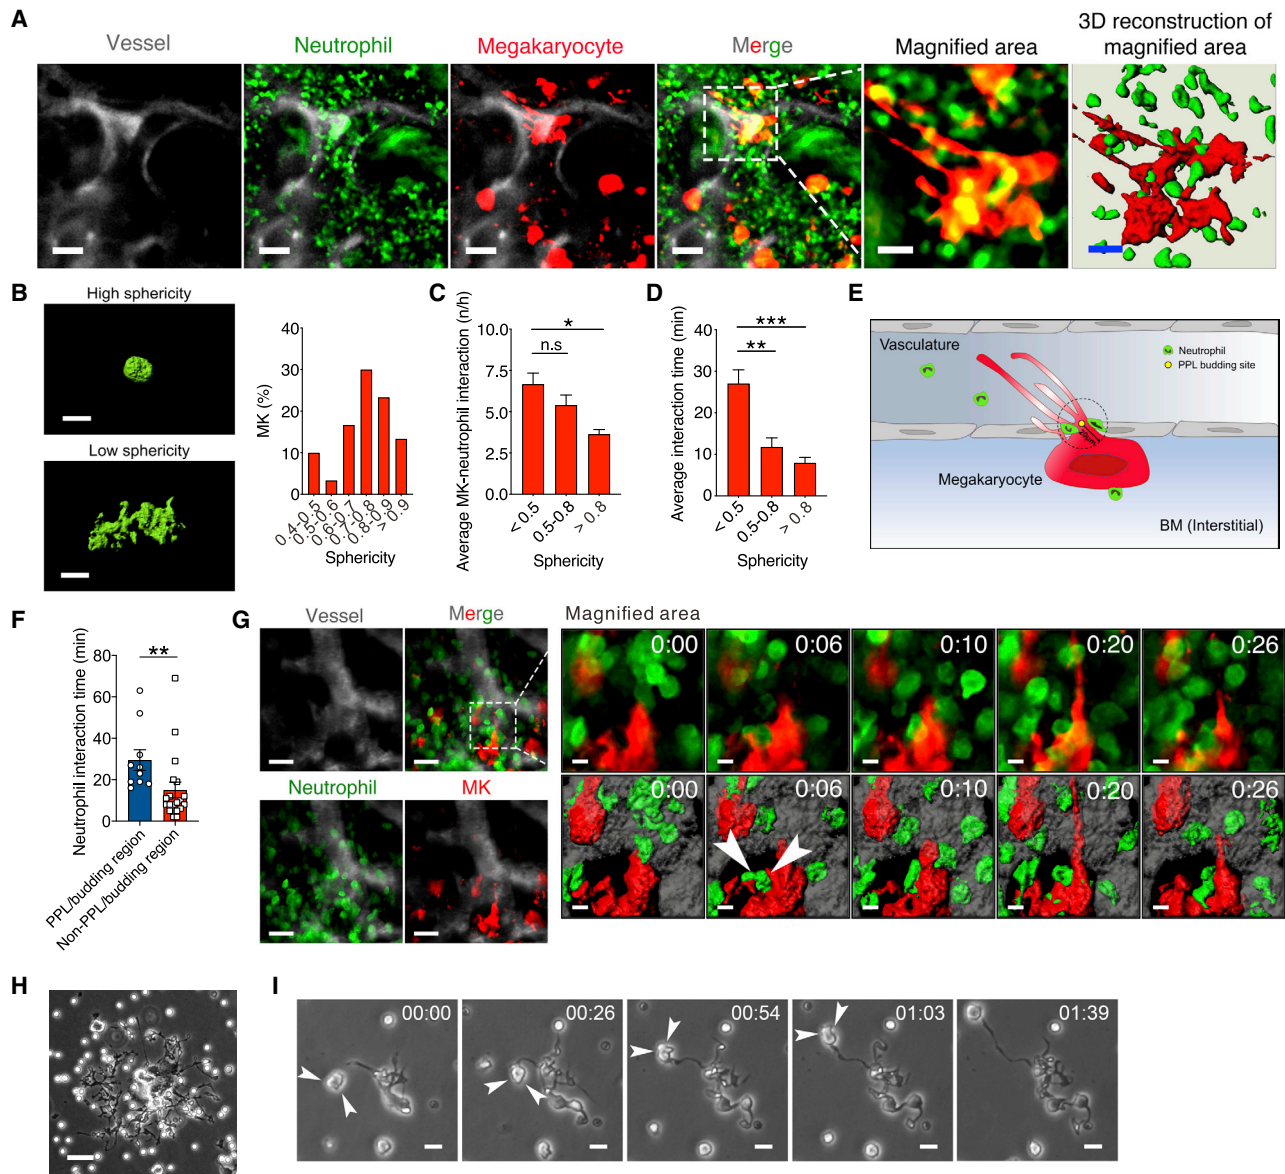 A
Vessel
Neutrophil
Megakaryocyte
Merge
Magnified area
3D reconstruction of
magnified area
B
High sphericity
Low sphericity
MK (%)
40
30
20
10
0
0.4-0.5
0.5-0.6
0.6-0.7
0.7-0.8
0.8-0.9
> 0.9
Sphericity
C
Average MK-neutrophil interaction (n/h)
10.0
7.5
5.0
2.5
0.0
*
n.s
< 0.5
0.5-0.8
> 0.8
Sphericity
D
Average interaction time (min)
40
30
20
10
0
***
**
< 0.5
0.5-0.8
> 0.8
Sphericity
E
Vasculature
Neutrophil
PPL budding site
20μm
Megakaryocyte
BM (Interstitial)
F
Neutrophil interaction time (min)
80
60
40
20
0
**
PPL/budding region
Non-PPL/budding region
G
Vessel
Merge
Neutrophil
MK
Magnified area
0:00
0:06
0:10
0:20
0:26
0:00
0:06
0:10
0:20
0:26
H
I
00:00
00:26
00:54
01:03
01:39